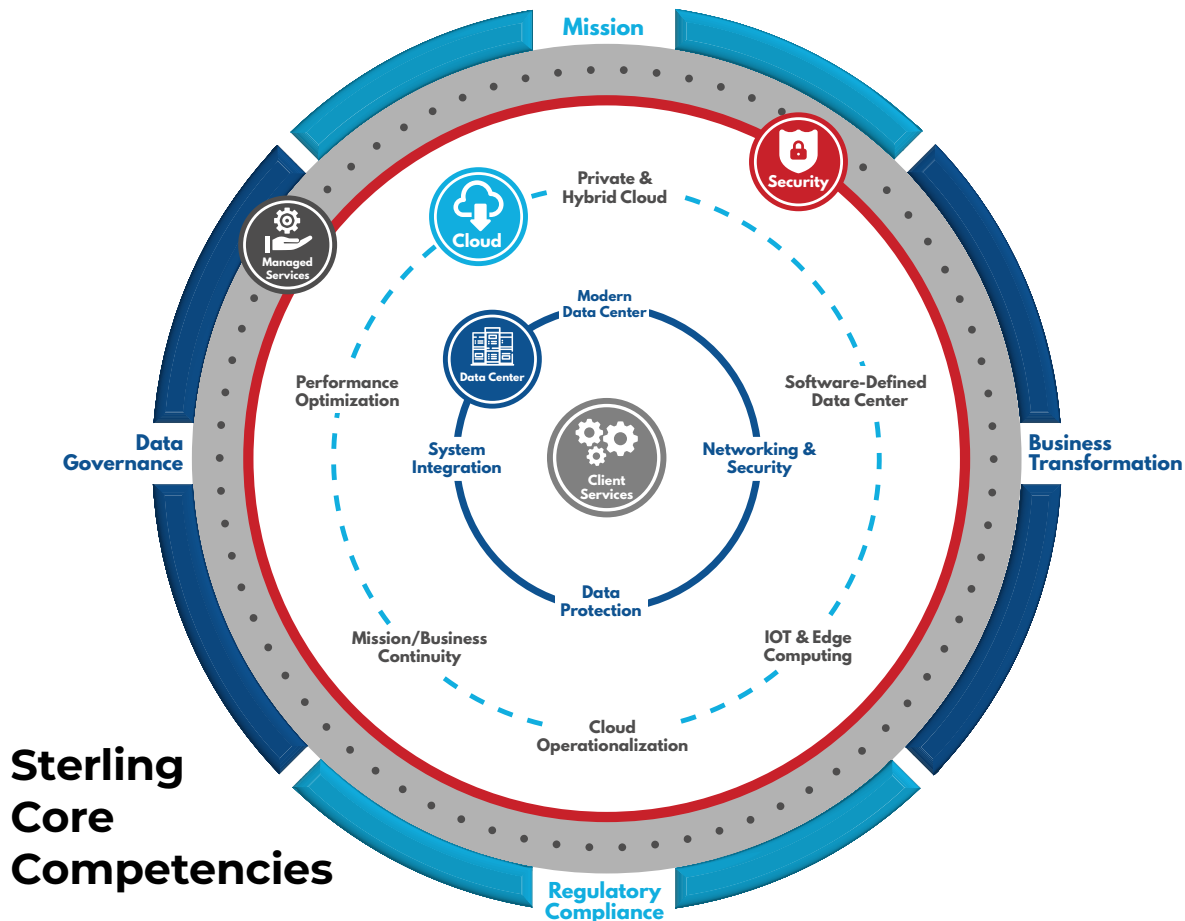 Mission
Security
Private &
Hybrid Cloud
Cloud
Managed
Services
Modern
Data Center
Data Center
Performance
Optimization
Software-Defined
Data Center
Data
Governance
System
Integration
Client
Services
Networking &
Security
Business
Transformation
Data
Protection
Mission/Business
Continuity
IOT & Edge
Computing
Cloud
Operationalization
Sterling
Core
Competencies
Regulatory
Compliance